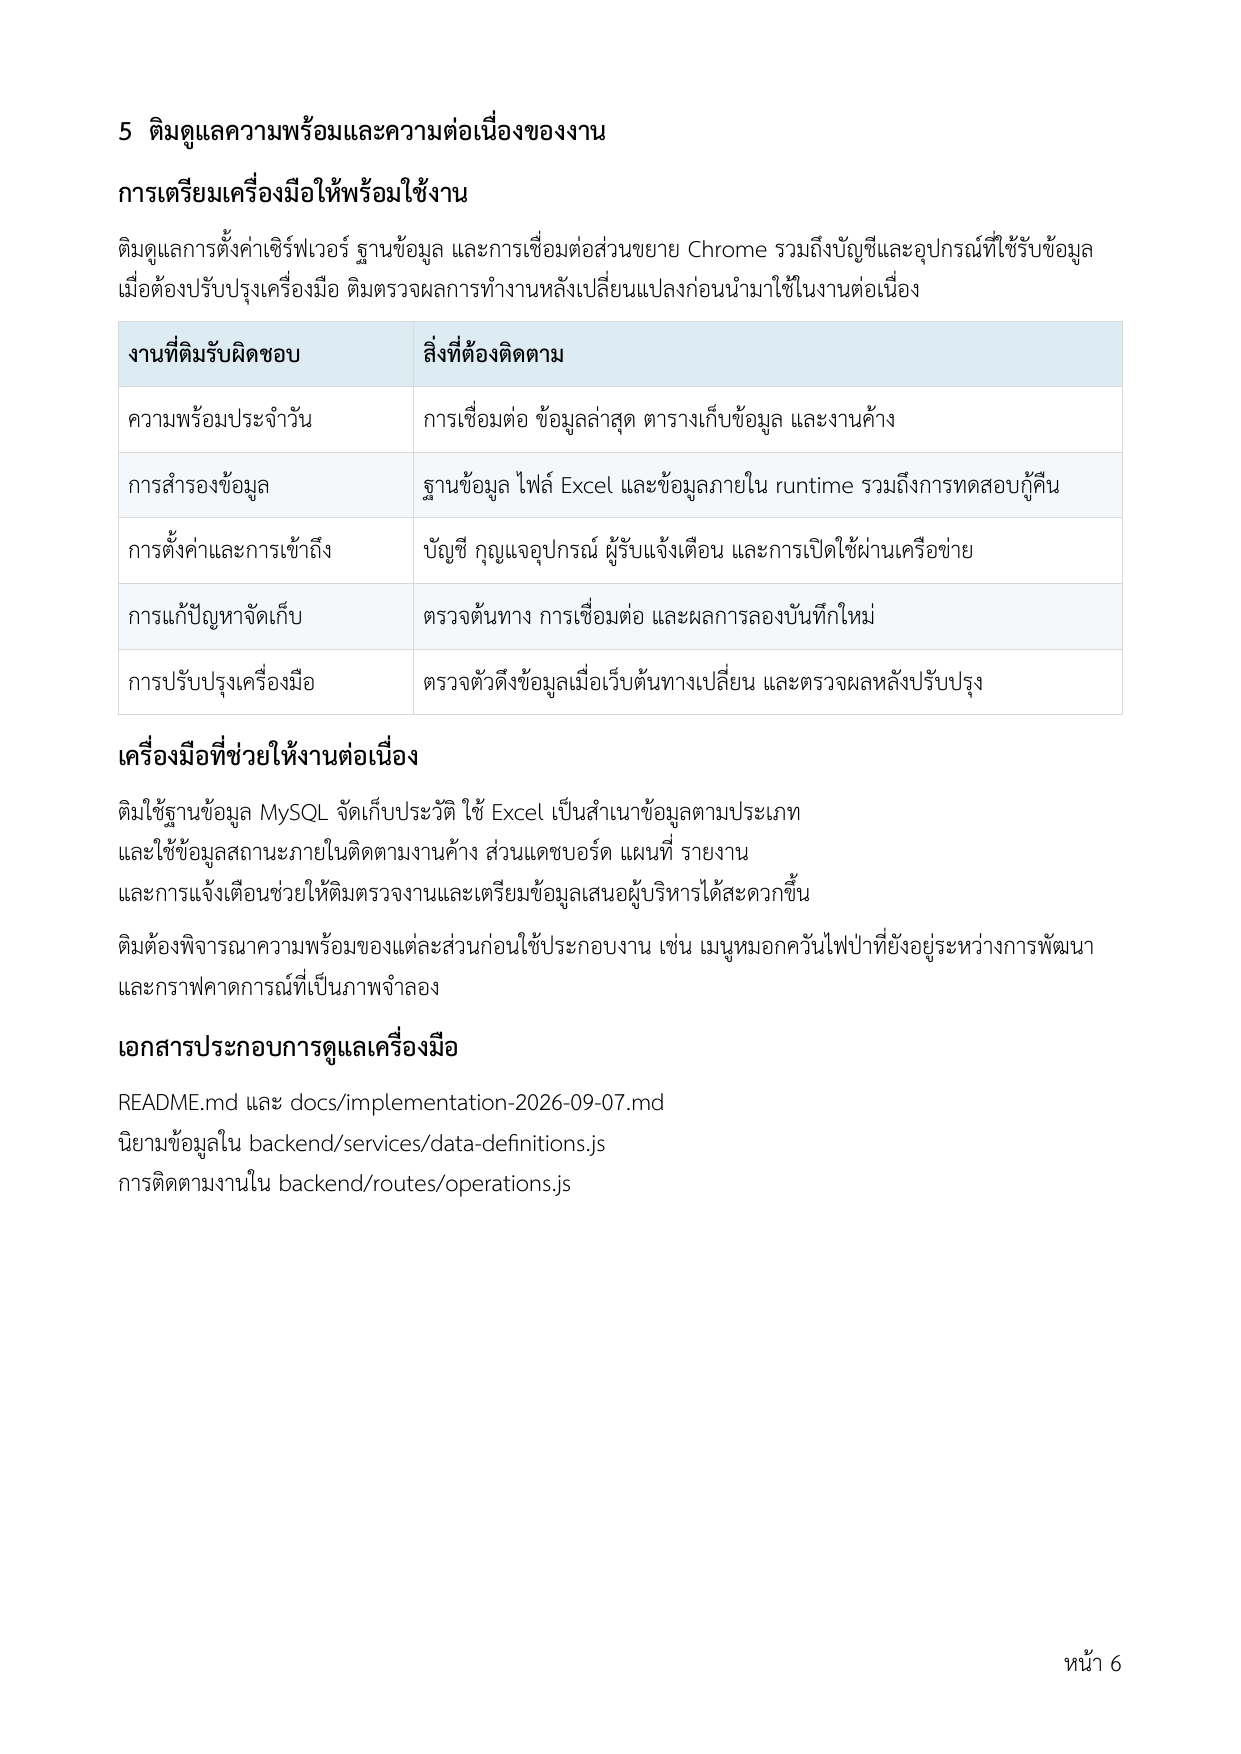 5 ติมดูแลความพร้อมและความต่อเนื่องของงาน
การเตรียมเครื่องมือให้พร้อมใช้งาน
ติมดูแลการตั้งค่าเซิร์ฟเวอร์ ฐานข้อมูล และการเชื่อมต่อส่วนขยาย Chrome รวมถึงบัญชีและอุปกรณ์ที่ใช้รับข้อมูล
เมื่อต้องปรับปรุงเครื่องมือ ติมตรวจผลการทำงานหลังเปลี่ยนแปลงก่อนนำมาใช้ในงานต่อเนื่อง
งานที่ติมรับผิดชอบ สิ่งที่ต้องติดตาม
ความพร้อมประจำวัน การเชื่อมต่อ ข้อมูลล่าสุด ตารางเก็บข้อมูล และงานค้าง
การสำรองข้อมูล ฐานข้อมูล ไฟล์ Excel และข้อมูลภายใน runtime รวมถึงการทดสอบกู้คืน
การตั้งค่าและการเข้าถึง บัญชี กุญแจอุปกรณ์ ผู้รับแจ้งเตือน และการเปิดใช้ผ่านเครือข่าย
การแก้ปัญหาจัดเก็บ ตรวจต้นทาง การเชื่อมต่อ และผลการลองบันทึกใหม่
การปรับปรุงเครื่องมือ ตรวจตัวดึงข้อมูลเมื่อเว็บต้นทางเปลี่ยน และตรวจผลหลังปรับปรุง
เครื่องมือที่ช่วยให้งานต่อเนื่อง
ติมใช้ฐานข้อมูล MySQL จัดเก็บประวัติ ใช้ Excel เป็นสำเนาข้อมูลตามประเภท
และใช้ข้อมูลสถานะภายในติดตามงานค้าง ส่วนแดชบอร์ด แผนที่ รายงาน
และการแจ้งเตือนช่วยให้ติมตรวจงานและเตรียมข้อมูลเสนอผู้บริหารได้สะดวกขึ้น
ติมต้องพิจารณาความพร้อมของแต่ละส่วนก่อนใช้ประกอบงาน เช่น เมนูหมอกควันไฟป่าที่ยังอยู่ระหว่างการพัฒนา
และกราฟคาดการณ์ที่เป็นภาพจำลอง
เอกสารประกอบการดูแลเครื่องมือ
README.md และ docs/implementation-2026-09-07.md
นิยามข้อมูลใน backend/services/data-definitions.js
การติดตามงานใน backend/routes/operations.js
หน้า 6